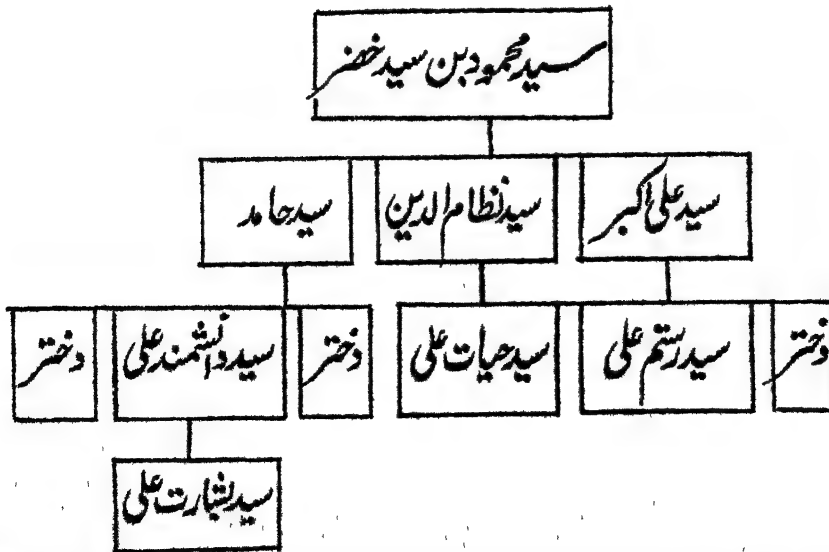 سید محمود بن سید خضر
سید علی اکبر
سید نظام الدین
سید حامد
دختر
سید رستم علی
سید حیات علی
دختر
سید دانشمند علی
دختر
سید بشارت علی